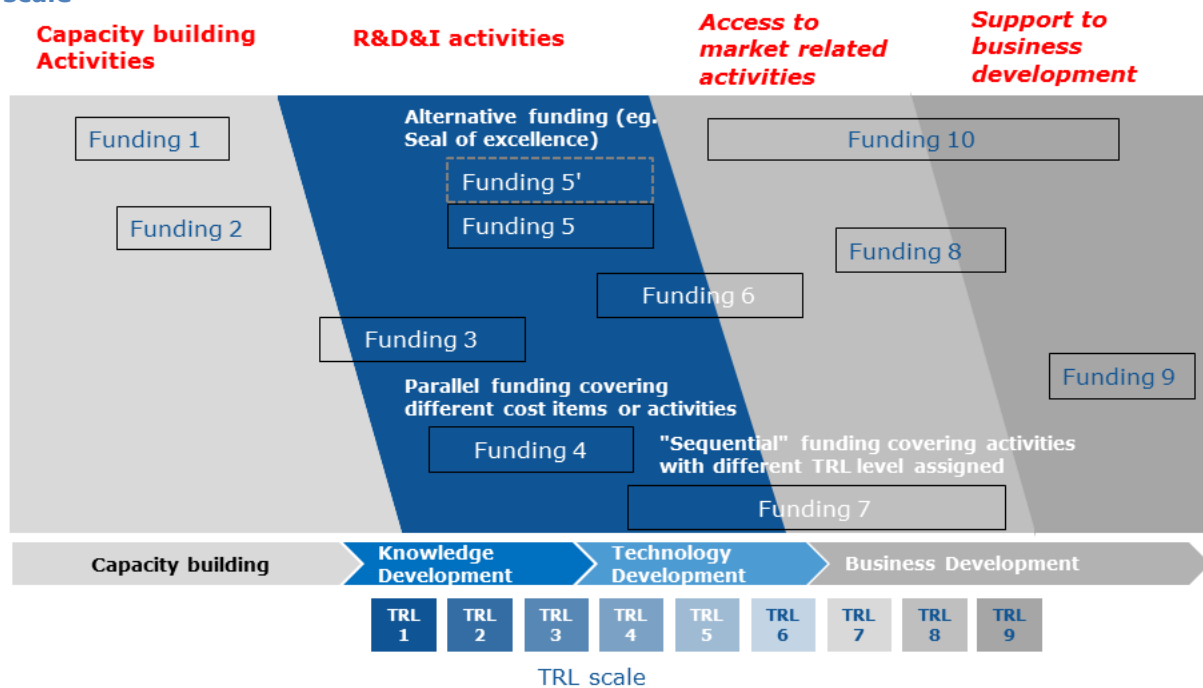 scale
Capacity building
Activities
R&D&I activities
Access to
market related
activities
Support to
business
development
Alternative funding (eg.
Seal of excellence)
Funding 1
Funding 10
Funding 5'
Funding 2
Funding 5
Funding 8
Funding 6
Funding 3
Funding 9
Parallel funding covering
different cost items or activities
Funding 4
"Sequential" funding covering activities
with different TRL level assigned
Funding 7
Capacity building
Knowledge
Development
Technology
Development
Business Development
TRL
1
TRL
2
TRL
3
TRL
4
TRL
5
TRL
6
TRL
7
TRL
8
TRL
9
TRL scale